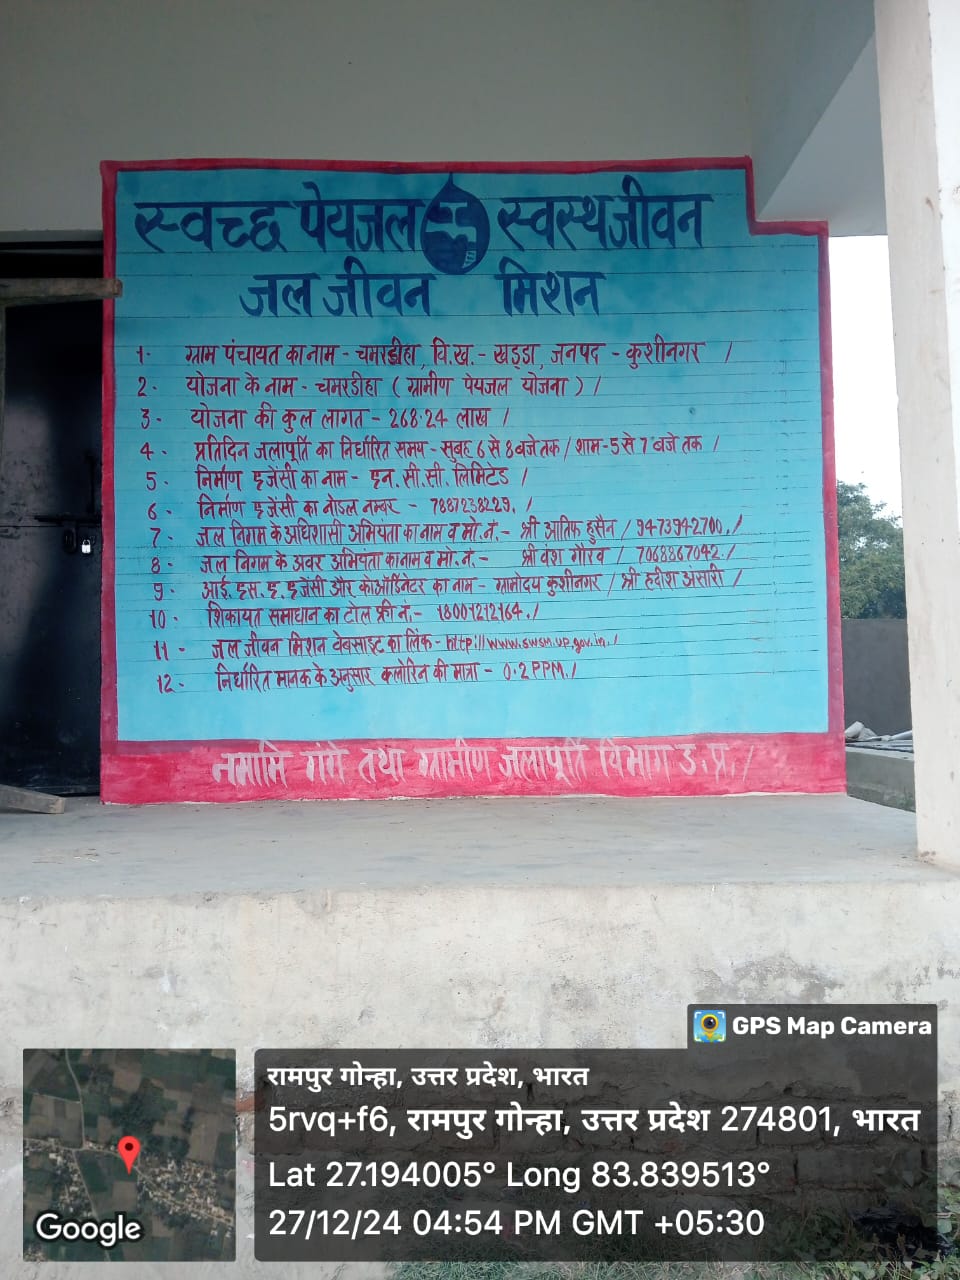 स्वच्छ पेयजल स्वस्थ जीवन
जल जीवन मिशन
1- ग्राम पंचायत का नाम - चमरडीहा, वि.ख.- खड्डा, जनपद - कुशीनगर /
2- योजना के नाम - चमरडीहा ( ग्रामीण पेयजल योजना ) /
3- योजना की कुल लागत - 268.24 लाख /
4- प्रतिदिन जलापूर्ति का निर्धारित समय - सुबह 6 से 8 बजे तक / शाम - 5 से 7 बजे तक /
5- निर्माण एजेंसी का नाम - एन. सी. सी. लिमिटेड /
6- निर्माण एजेंसी का नोडल नम्बर - 7887238229. /
7- जल निगम के अधिशासी अभियंता का नाम व मो.नं.- श्री आतिफ हुसैन / 9473942700. /
8- जल निगम के अवर अभियंता का नाम व मो.नं.- श्री वंश गौरव / 7068867042. /
9- आई. एस. ए. एजेंसी और कोऑर्डिनेटर का नाम - ग्रामोदय कुशीनगर / श्री हदीश अंसारी /
10- शिकायत समाधान का टोल फ्री नं.- 18001212164. /
11- जल जीवन मिशन वेबसाइट का लिंक - http://www.swsm.up.gov.in. /
12- निर्धारित मानक के अनुसार क्लोरिन की मात्रा - 0.2 PPM. /
नमामि गंगे तथा ग्रामीण जलापूर्ति विभाग उ. प्र. /
GPS Map Camera
रामपुर गोन्हा, उत्तर प्रदेश, भारत
5rvq+f6, रामपुर गोन्हा, उत्तर प्रदेश 274801, भारत
Lat 27.194005° Long 83.839513°
27/12/24 04:54 PM GMT +05:30
Google